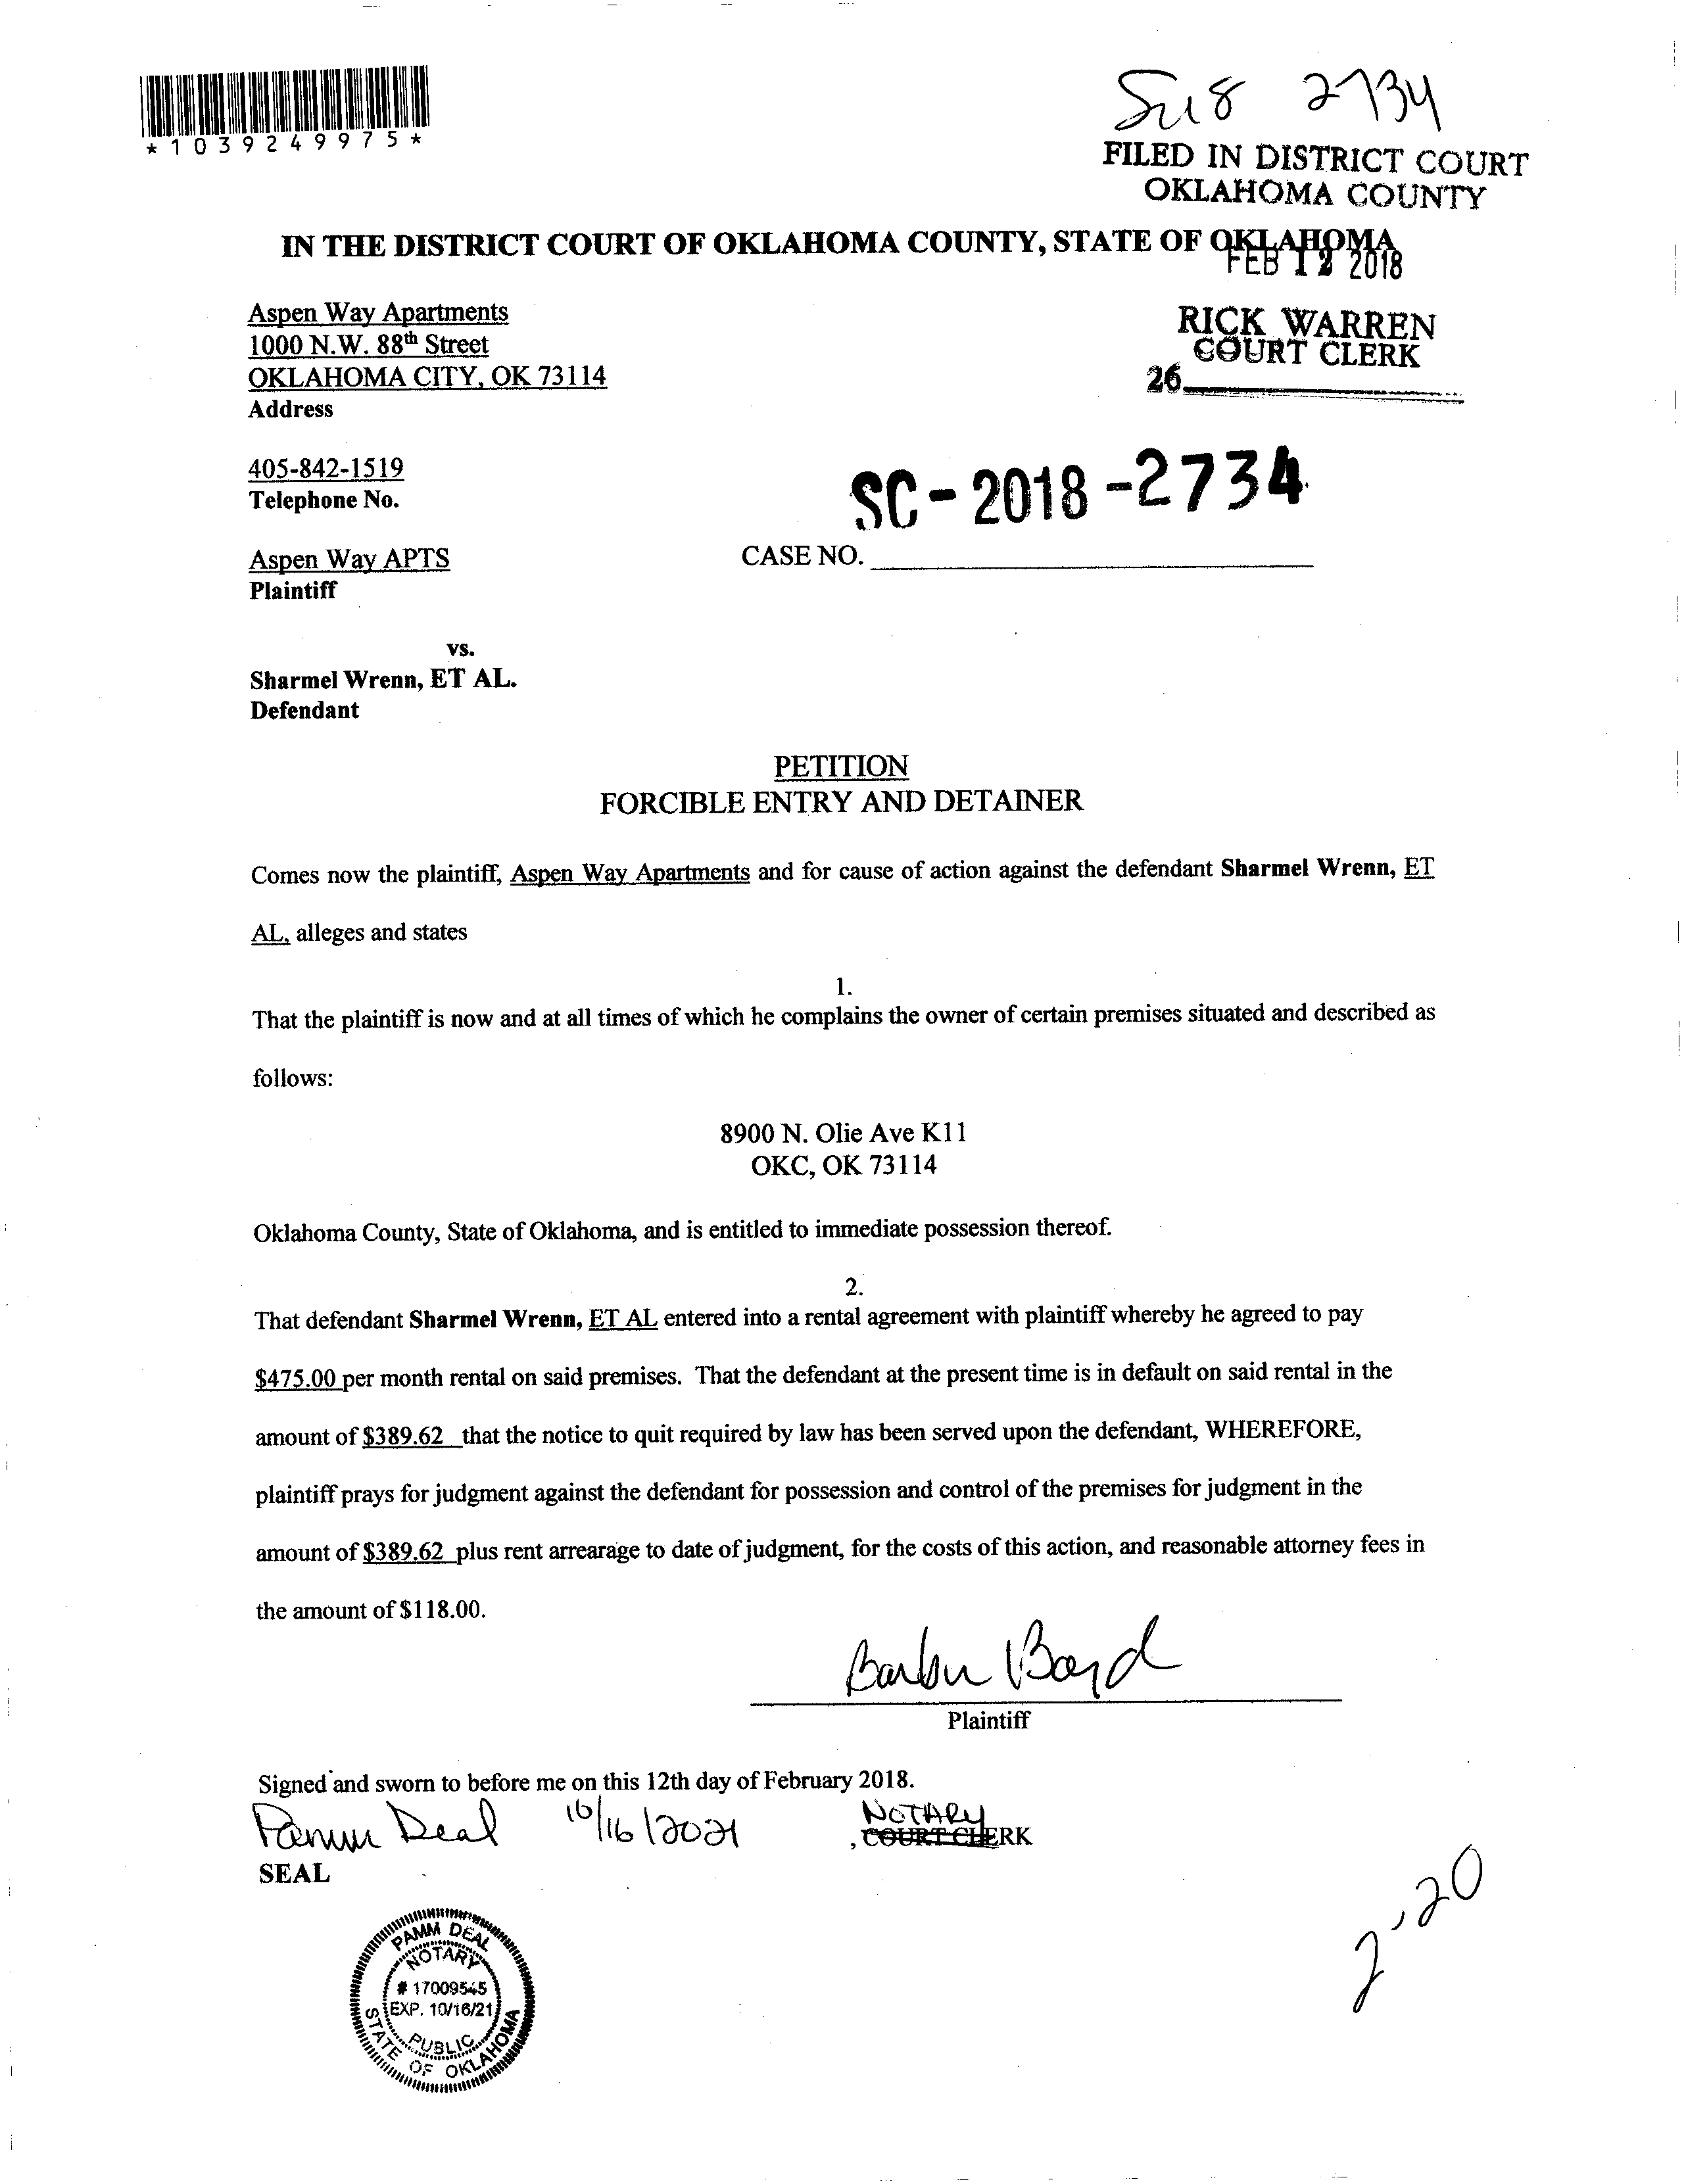 *1039249975*
2734
FILED IN DISTRICT COURT
OKLAHOMA COUNTY
IN THE DISTRICT COURT OF OKLAHOMA COUNTY, STATE OF OKLAHOMA
FEB 12 2018
Aspen Way Apartments
1000 N.W. 88th Street
OKLAHOMA CITY, OK 73114
Address
RICK WARREN
COURT CLERK
26
405-842-1519
Telephone No.
SC-2018-2734
Aspen Way APTS
CASE NO.
Plaintiff
vs.
Sharmel Wrenn, ET AL.
Defendant
PETITION
FORCIBLE ENTRY AND DETAINER
Comes now the plaintiff, Aspen Way Apartments and for cause of action against the defendant Sharmel Wrenn, ET
AL, alleges and states
1.
That the plaintiff is now and at all times of which he complains the owner of certain premises situated and described as
follows:
8900 N. Olie Ave K11
OKC, OK 73114
Oklahoma County, State of Oklahoma, and is entitled to immediate possession thereof.
2.
That defendant Sharmel Wrenn, ET AL entered into a rental agreement with plaintiff whereby he agreed to pay
$475.00 per month rental on said premises. That the defendant at the present time is in default on said rental in the
amount of $389.62 that the notice to quit required by law has been served upon the defendant, WHEREFORE,
plaintiff prays for judgment against the defendant for possession and control of the premises for judgment in the
amount of $389.62 plus rent arrearage to date of judgment, for the costs of this action, and reasonable attorney fees in
the amount of $118.00.
Boyd
Plaintiff
Signed and sworn to before me on this 12th day of February 2018.
Pamm Deal 10/16/2021 NOTARY
, COURT CLERK
SEAL
2-20
PAMM DEAL
NOTARY
# 17009545
EXP. 10/16/21
PUBLIC
STATE OF OKLAHOMA